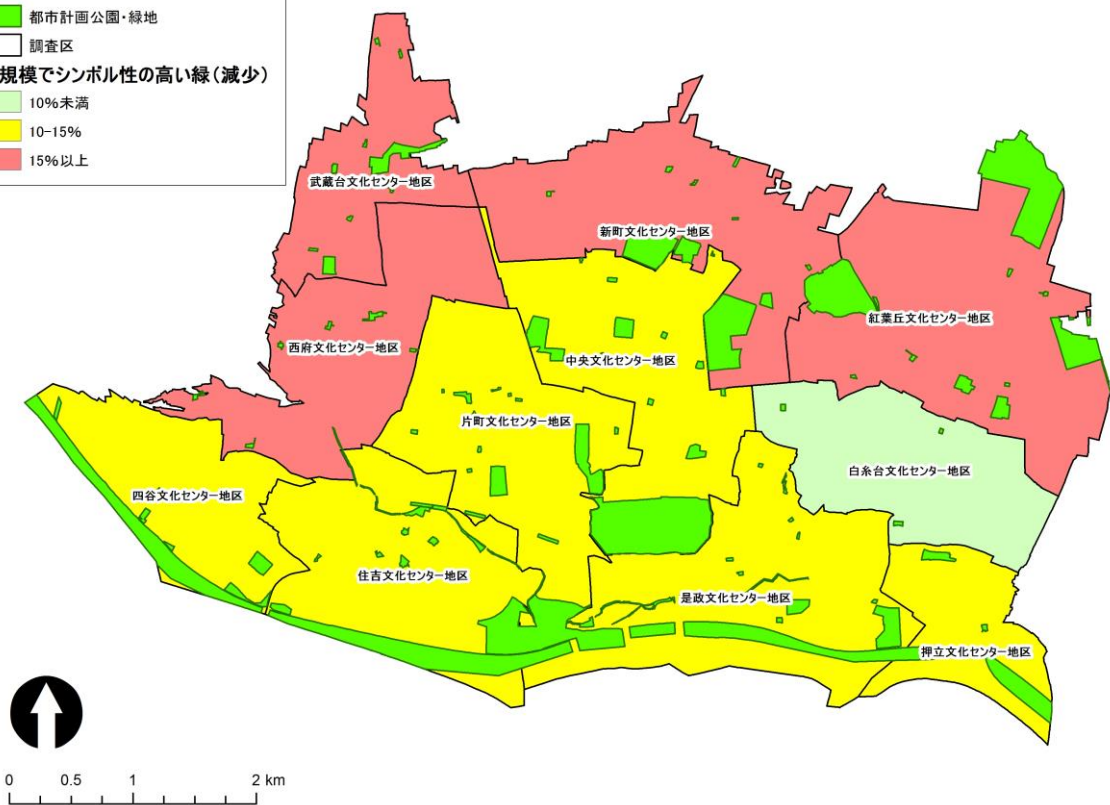 都市計画公園・緑地
調査区
規模でシンボル性の高い緑（減少）
10%未満
10-15%
15%以上
武蔵台文化センター地区
新町文化センター地区
紅葉丘文化センター地区
西府文化センター地区
中央文化センター地区
片町文化センター地区
白糸台文化センター地区
四谷文化センター地区
住吉文化センター地区
是政文化センター地区
押立文化センター地区
0 0.5 1 2 km